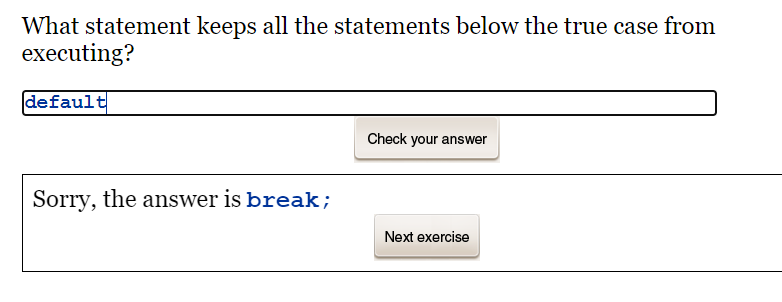 What statement keeps all the statements below the true case from
executing?
default
Check your answer
Sorry, the answer is break;
Next exercise